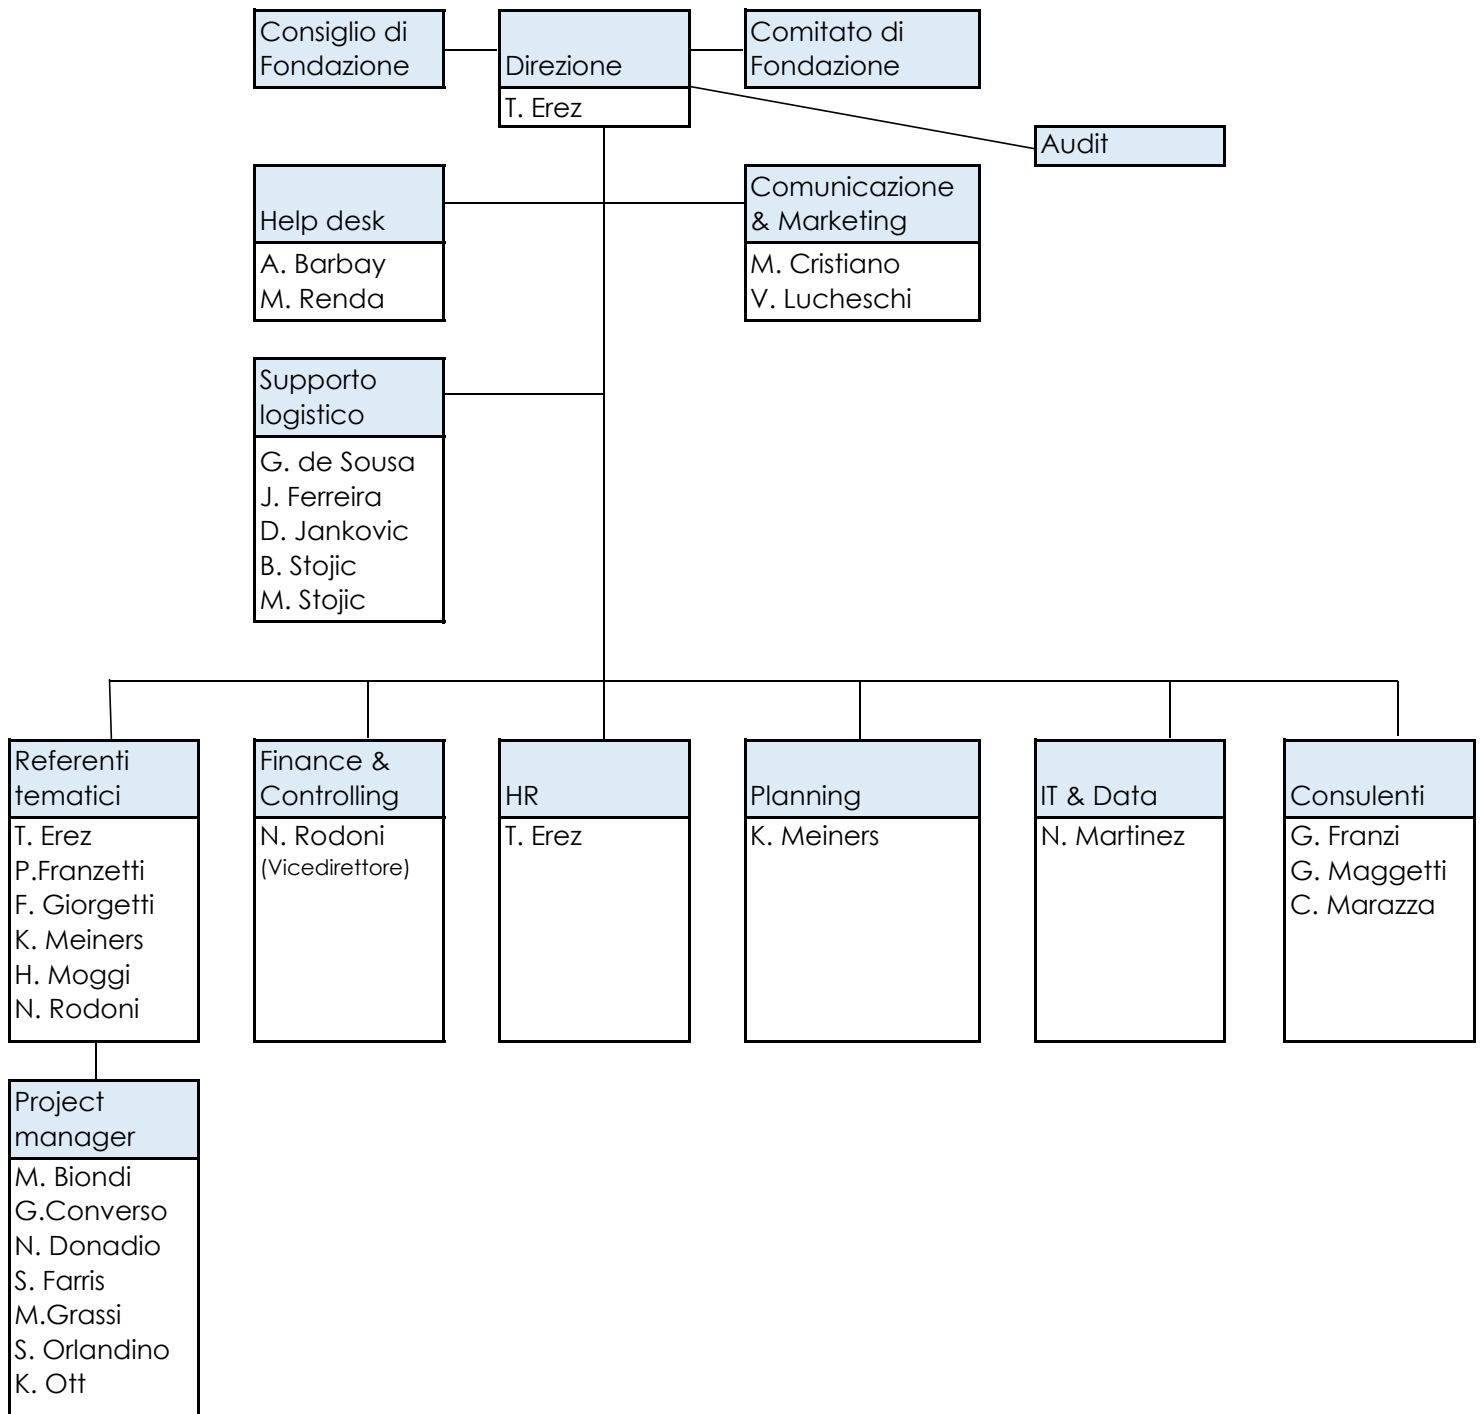 Consiglio di
Fondazione
Direzione
T. Erez
Comitato di
Fondazione
Audit
Help desk
A. Barbay
M. Renda
Comunicazione
& Marketing
M. Cristiano
V. Lucheschi
Supporto
logistico
G. de Sousa
J. Ferreira
D. Jankovic
B. Stojic
M. Stojic
Referenti
tematici
T. Erez
P.Franzetti
F. Giorgetti
K. Meiners
H. Moggi
N. Rodoni
Finance &
Controlling
N. Rodoni
(Vicedirettore)
HR
T. Erez
Planning
K. Meiners
IT & Data
N. Martinez
Consulenti
G. Franzi
G. Maggetti
C. Marazza
Project
manager
M. Biondi
G.Converso
N. Donadio
S. Farris
M.Grassi
S. Orlandino
K. Ott